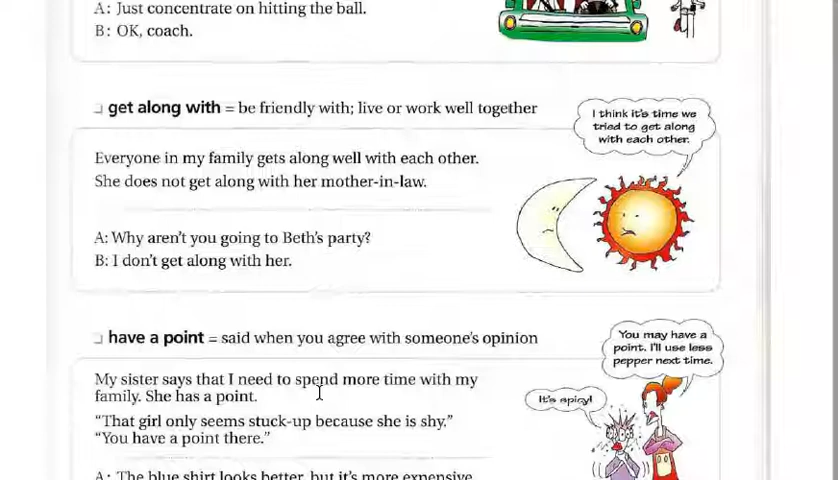 A: Just concentrate on hitting the ball.
B: OK, coach.
get along with = be friendly with; live or work well together
I think it's time we
tried to get along
with each other.
Everyone in my family gets along well with each other.
She does not get along with her mother-in-law.
A: Why aren't you going to Beth's party?
B: I don't get along with her.
have a point = said when you agree with someone's opinion
You may have a
point. I'll use less
pepper next time.
It's spicy!
My sister says that I need to spend more time with my
family. She has a point.
"That girl only seems stuck-up because she is shy."
"You have a point there."
A: The blue shirt looks better, but it's more expensive